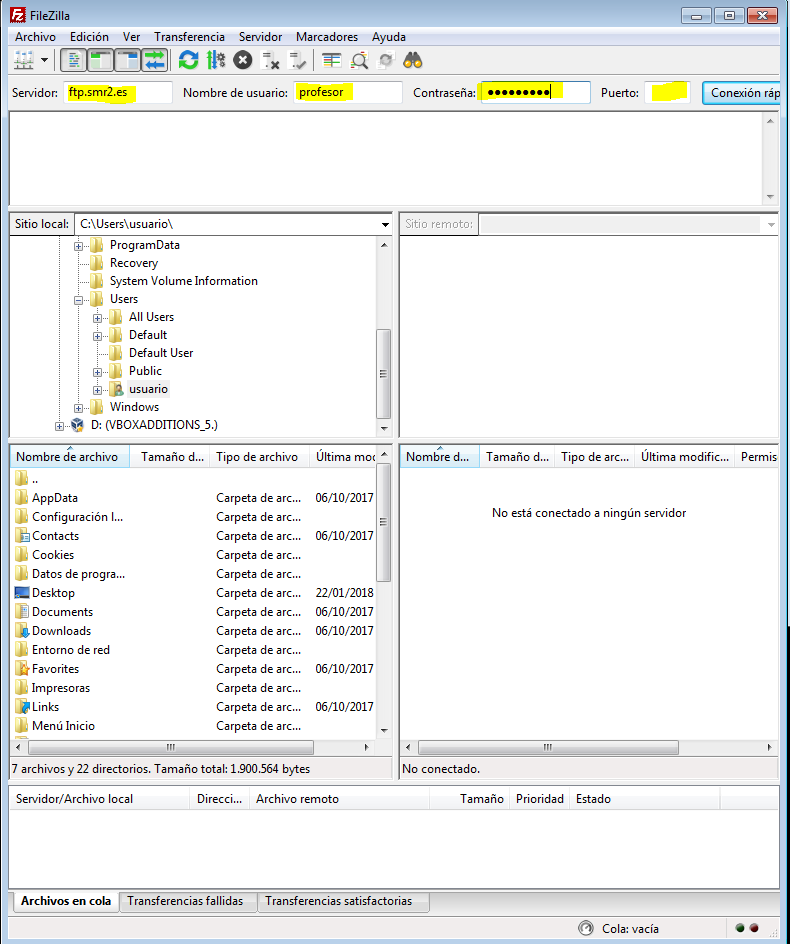 FileZilla
Archivo Edición Ver Transferencia Servidor Marcadores Ayuda
Servidor: ftp.smr2.es Nombre de usuario: profesor Contraseña: ●●●●●●●●● Puerto: Conexión ráp
Sitio local: C:\Users\usuario\
Sitio remoto:
ProgramData
Recovery
System Volume Information
Users
All Users
Default
Default User
Public
usuario
Windows
D: (VBOXADDITIONS_5.)
Nombre de archivo Tamaño d... Tipo de archivo Última moc
..
AppData Carpeta de arc... 06/10/2017
Configuración l... Carpeta de arc...
Contacts Carpeta de arc... 06/10/2017
Cookies Carpeta de arc...
Datos de progra... Carpeta de arc...
Desktop Carpeta de arc... 22/01/2018
Documents Carpeta de arc... 06/10/2017
Downloads Carpeta de arc... 06/10/2017
Entorno de red Carpeta de arc...
Favorites Carpeta de arc... 06/10/2017
Impresoras Carpeta de arc...
Links Carpeta de arc... 06/10/2017
Menú Inicio Carpeta de arc...
7 archivos y 22 directorios. Tamaño total: 1.900.564 bytes
Nombre d... Tamaño d... Tipo de arc... Última modific... Permis
No está conectado a ningún servidor
No conectado.
Servidor/Archivo local Direcci... Archivo remoto Tamaño Prioridad Estado
Archivos en cola Transferencias fallidas Transferencias satisfactorias
Cola: vacía